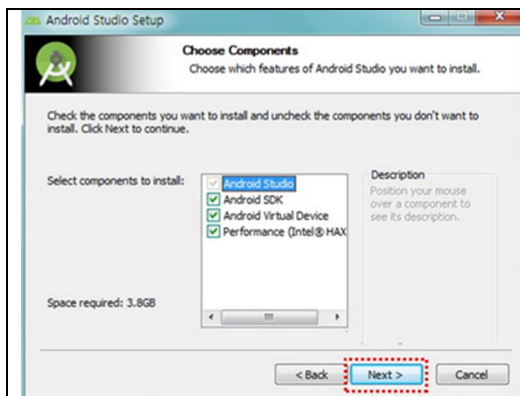 Android Studio Setup
Choose Components
Choose which features of Android Studio you want to install.
Check the components you want to install and uncheck the components you don't want to
install. Click Next to continue.
Select components to install:
Android Studio
Android SDK
Android Virtual Device
Performance (Intel® HAX
Description
Position your mouse
over a component to
see its description.
Space required: 3.8GB
< Back
Next >
Cancel